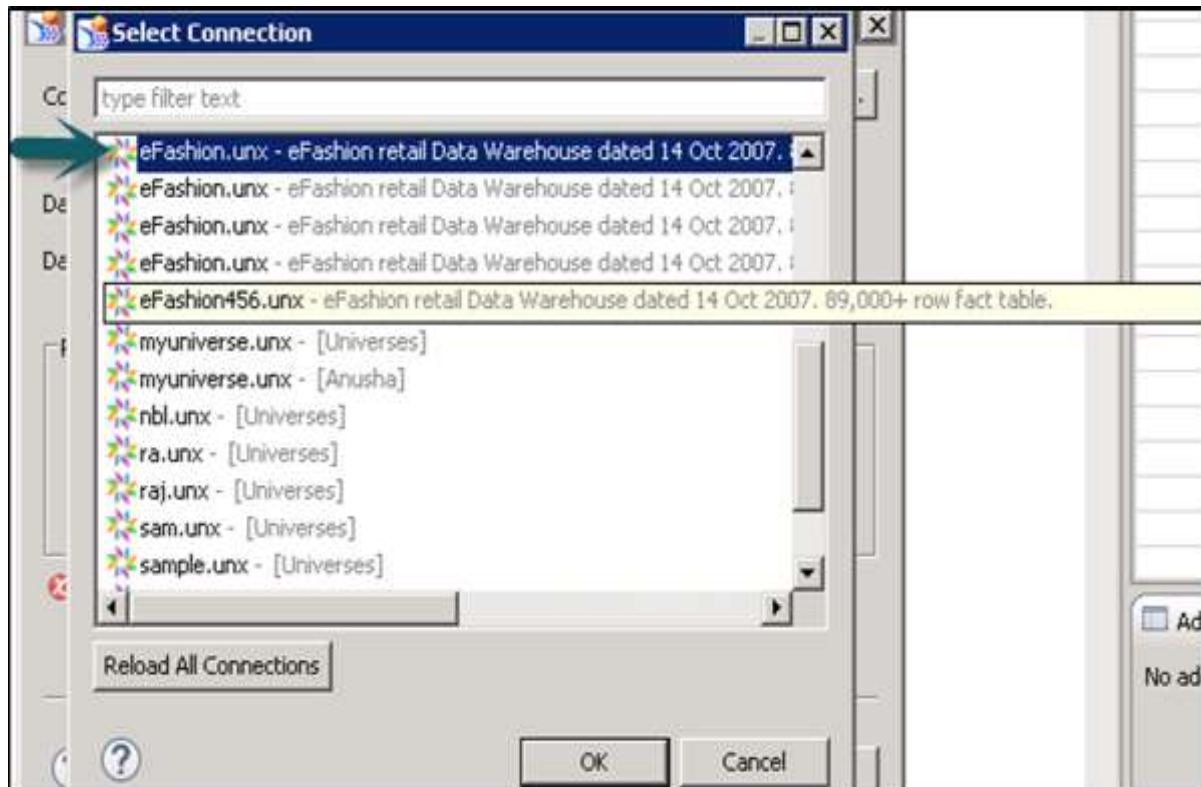 Select Connection
Co
type filter text
eFashion.unx - eFashion retail Data Warehouse dated 14 Oct 2007.
eFashion.unx - eFashion retail Data Warehouse dated 14 Oct 2007.
Da
eFashion.unx - eFashion retail Data Warehouse dated 14 Oct 2007.
Da
eFashion.unx - eFashion retail Data Warehouse dated 14 Oct 2007.
eFashion456.unx - eFashion retail Data Warehouse dated 14 Oct 2007. 89,000+ row fact table.
myuniverse.unx - [Universes]
myuniverse.unx - [Anusha]
nbl.unx - [Universes]
ra.unx - [Universes]
raj.unx - [Universes]
sam.unx - [Universes]
sample.unx - [Universes]
Ad
Reload All Connections
No ad
?
OK
Cancel